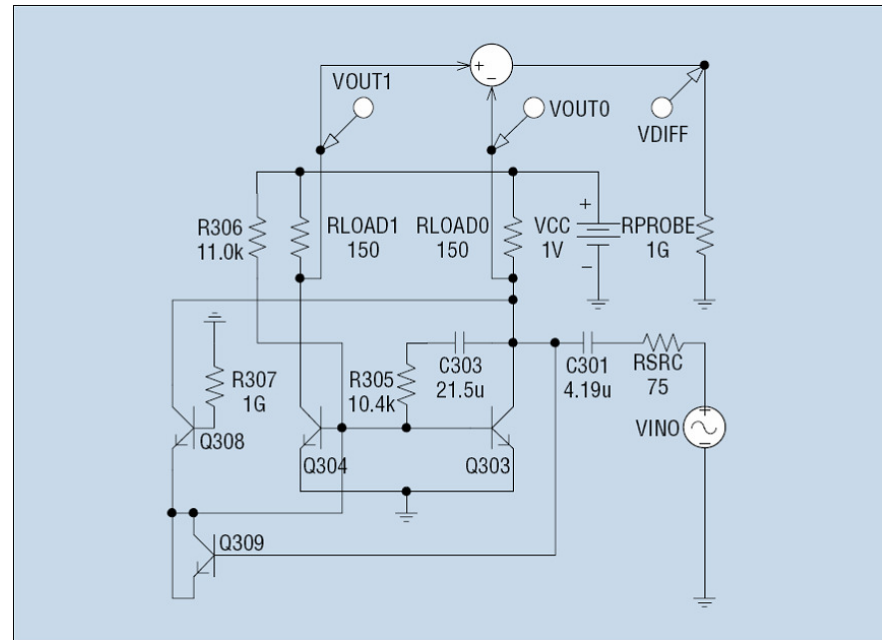 +
−
VOUT1
VOUT0
VDIFF
R306
11.0k
RLOAD1
150
RLOAD0
150
+
VCC
1V
−
RPROBE
1G
R307
1G
R305
10.4k
C303
21.5u
C301
4.19u
RSRC
75
Q308
Q304
Q303
VINO
+
−
Q309